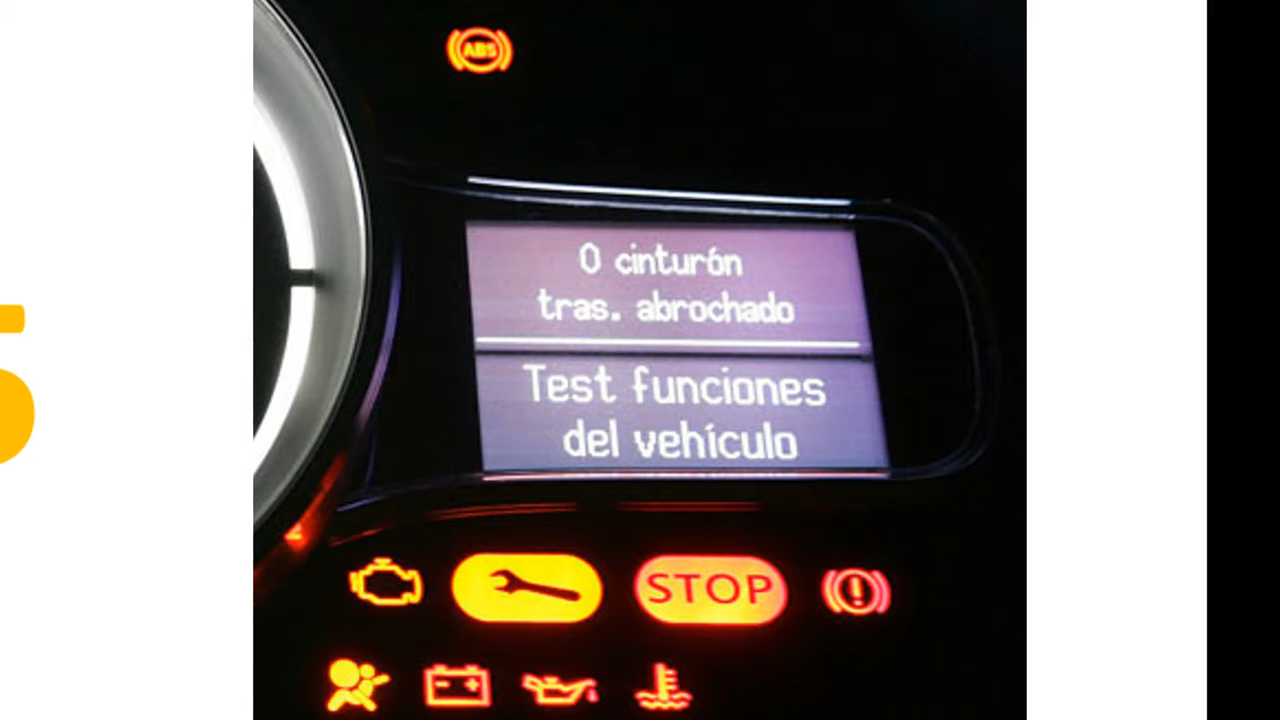 ABS
0 cinturón
tras. abrochado
Test funciones
del vehículo
STOP